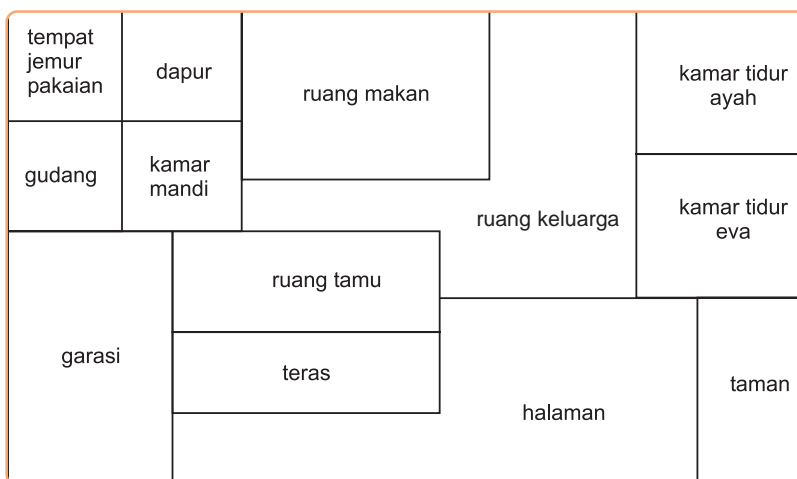 tempat
jemur
pakaian
dapur
ruang makan
kamar tidur
ayah
gudang
kamar
mandi
ruang keluarga
kamar tidur
eva
ruang tamu
garasi
teras
halaman
taman